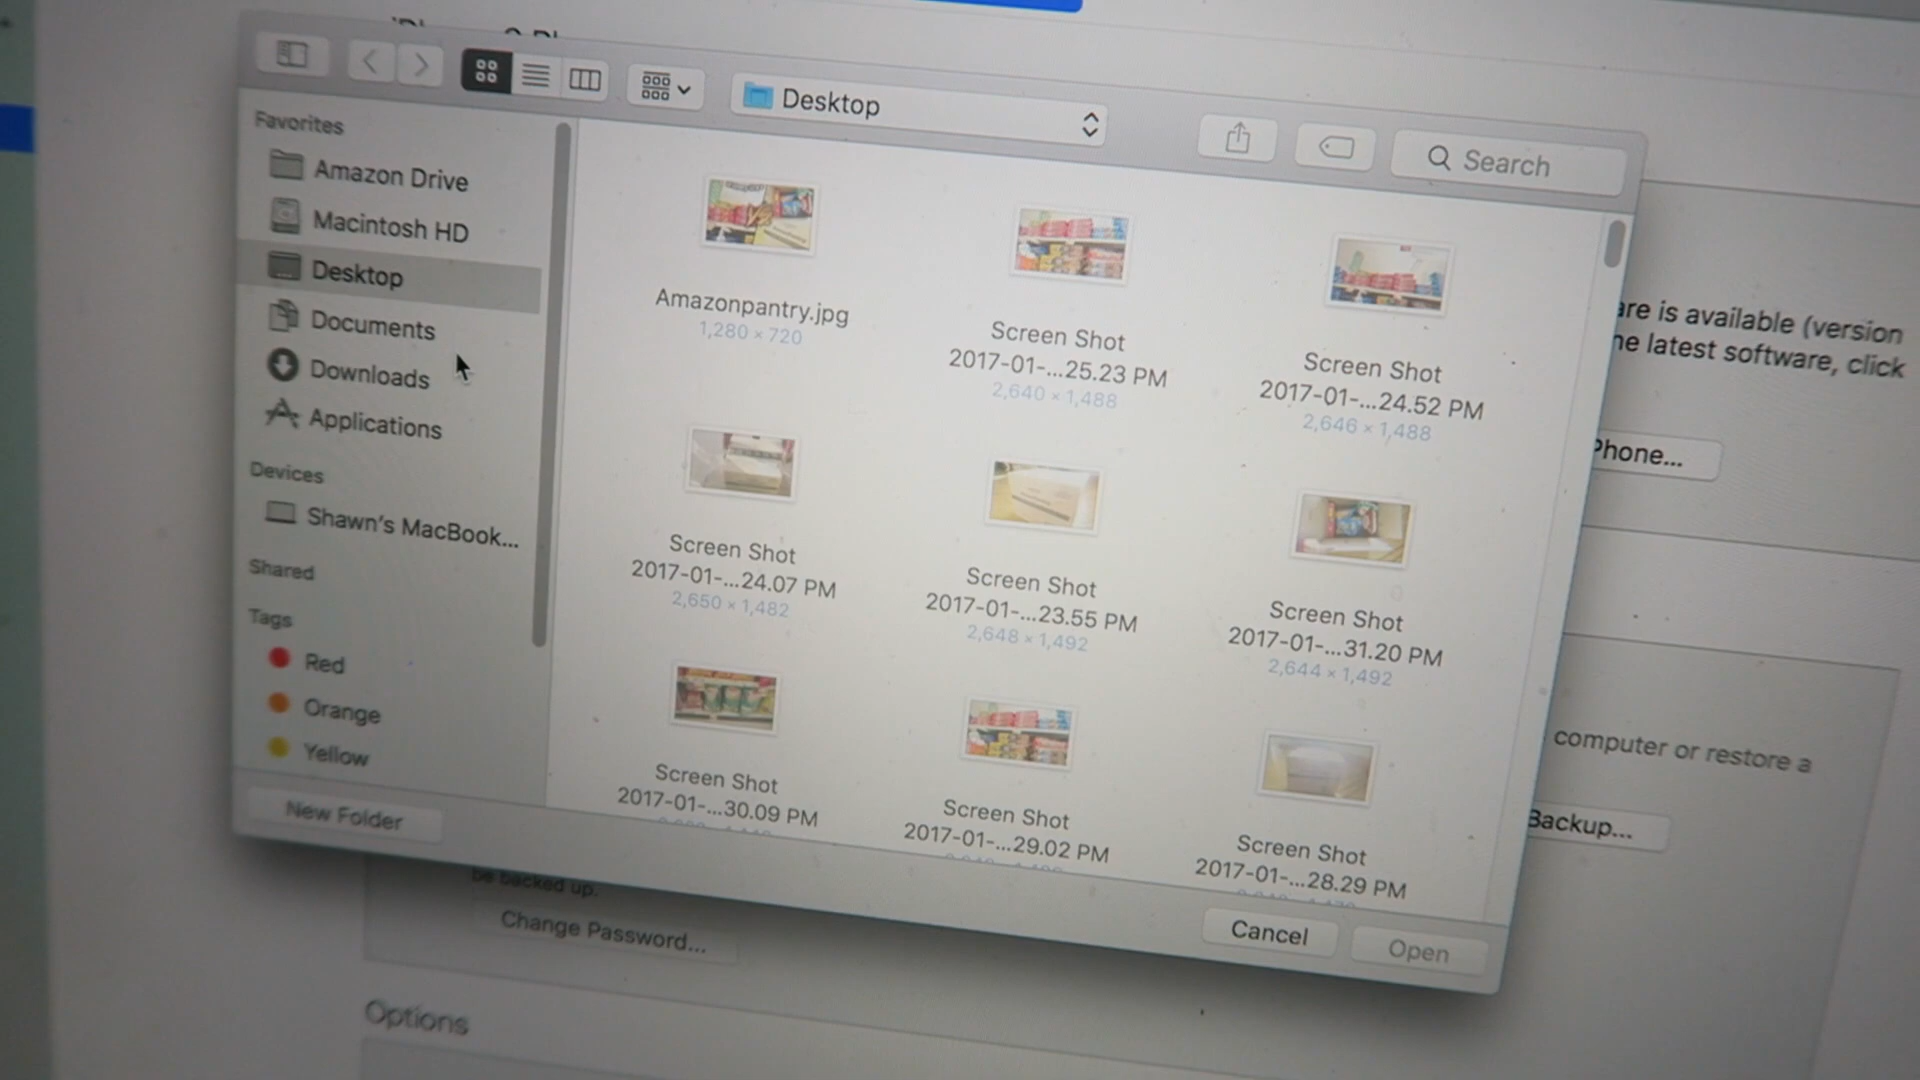 Desktop
Search
Favorites
Amazon Drive
Macintosh HD
Desktop
Documents
Downloads
Applications
Devices
Shawn's MacBook...
Shared
Tags
Red
Orange
Yellow
Amazonpantry.jpg
1,280 × 720
Screen Shot
2017-01-...25.23 PM
2,640 × 1,488
Screen Shot
2017-01-...24.52 PM
2,646 × 1,488
Screen Shot
2017-01-...24.07 PM
2,650 × 1,482
Screen Shot
2017-01-...23.55 PM
2,648 × 1,492
Screen Shot
2017-01-...31.20 PM
2,644 × 1,492
Screen Shot
2017-01-...30.09 PM
Screen Shot
2017-01-...29.02 PM
Screen Shot
2017-01-...28.29 PM
New Folder
Cancel
Open
is available (version
latest software, click
Phone...
computer or restore a
Backup...
be backed up.
Change Password...
Options